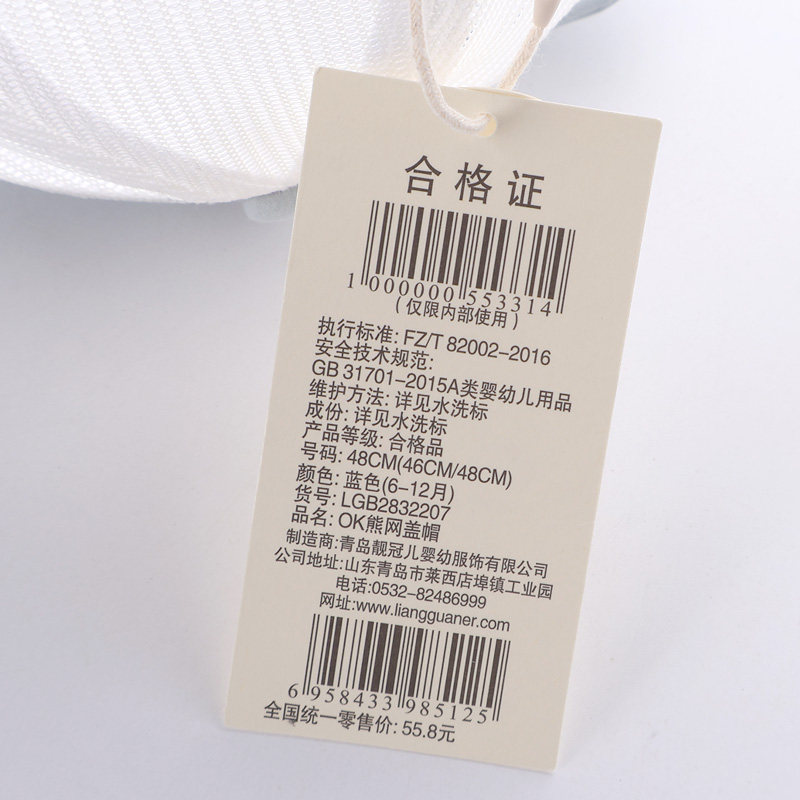 合格证
1 000000 553314
(仅限内部使用)
执行标准: FZ/T 82002-2016
安全技术规范:
GB 31701-2015A类婴幼儿用品
维护方法: 详见水洗标
成份: 详见水洗标
产品等级: 合格品
号码: 48CM(46CM/48CM)
颜色: 蓝色(6-12月)
货号: LGB2832207
品名: OK熊网盖帽
制造商:青岛靓冠儿婴幼服饰有限公司
公司地址:山东青岛市莱西店埠镇工业园
电话:0532-82486999
网址:www.liangguaner.com
6 958433 985125
全国统一零售价: 55.8元